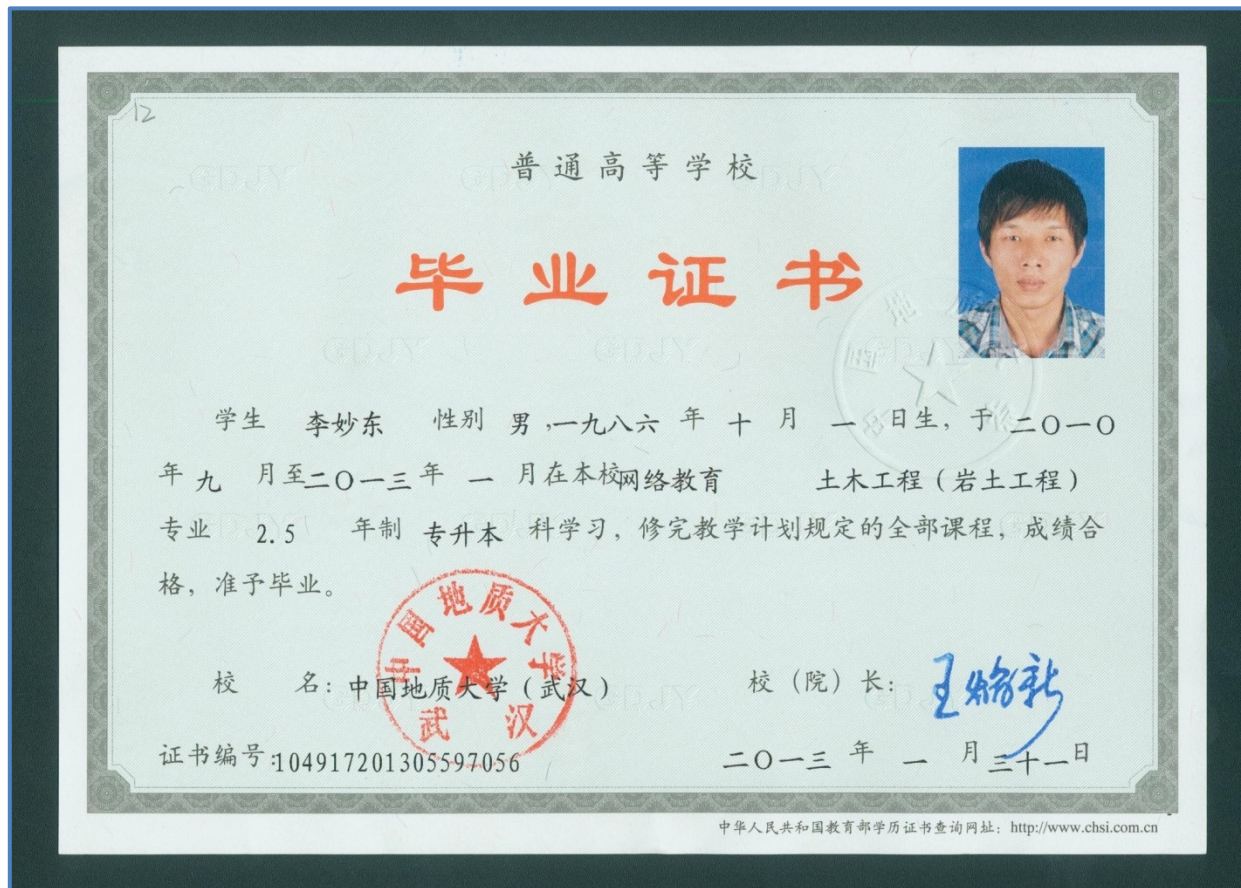 12
普通高等学校
毕业证书
学生 李妙东 性别 男,一九八六 年 十 月 一 日生,于二〇一〇
年 九 月至二〇一三年 一 月在本校网络教育 土木工程(岩土工程)
专业 2.5 年制 专升本 科学习,修完教学计划规定的全部课程,成绩合
格,准予毕业。
中国地质大学
武汉
校 名:中国地质大学(武汉) 校(院)长:
证书编号:104917201305597056 二〇一三 年 一 月 三十一日
中华人民共和国教育部学历证书查询网址:http://www.chsi.com.cn